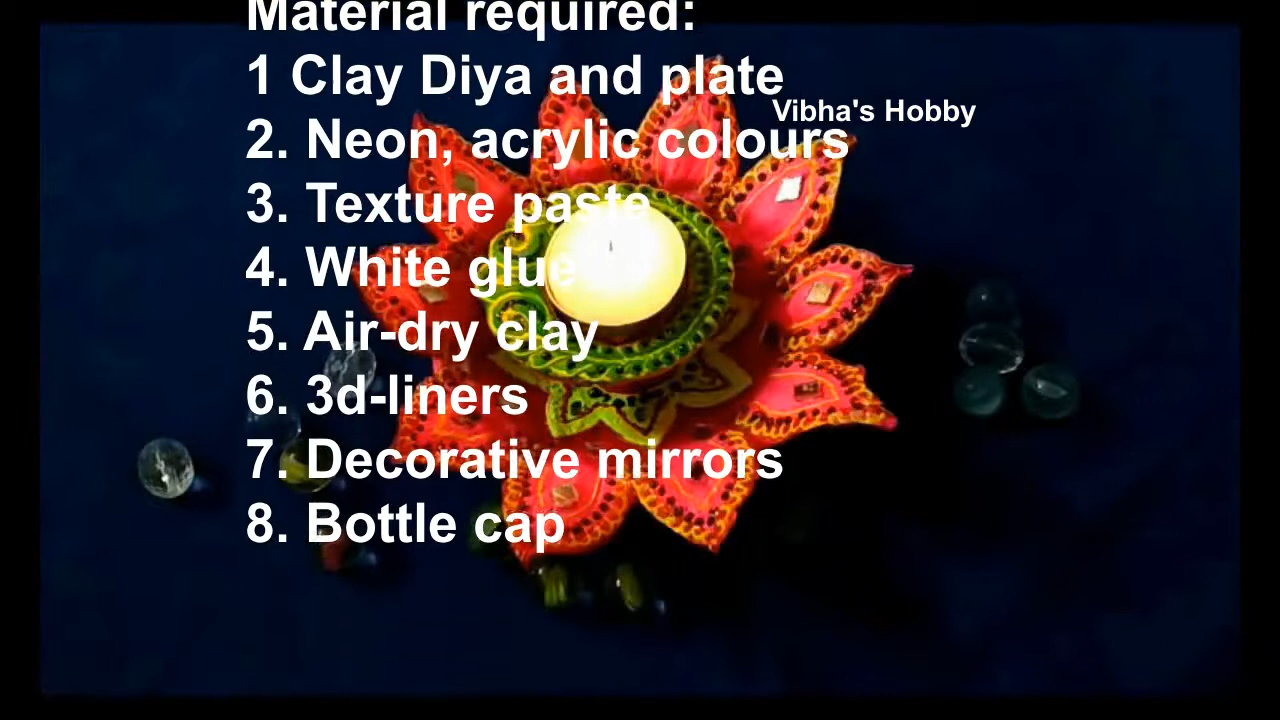 Material required:
1 Clay Diya and plate
Vibha's Hobby
2. Neon, acrylic colours
3. Texture paste
4. White glue
5. Air-dry clay
6. 3d-liners
7. Decorative mirrors
8. Bottle cap